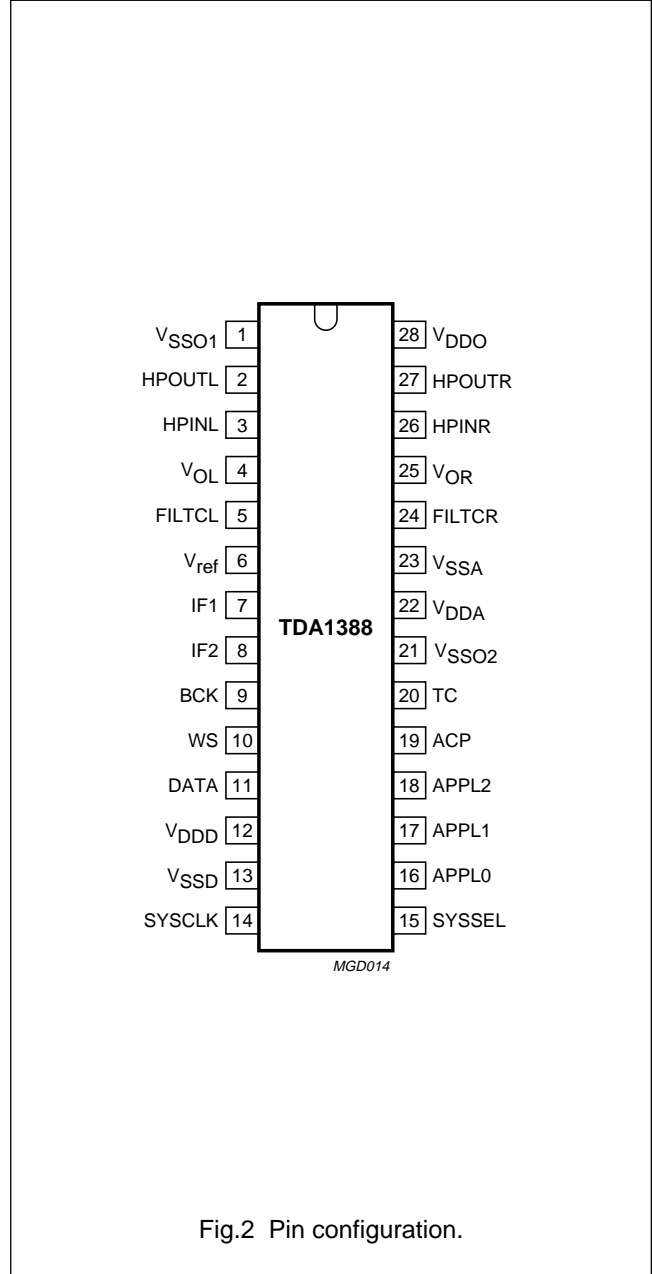 VSSO1 1 28 VDDO
HPOUTL 2 27 HPOUTR
HPINL 3 26 HPINR
VOL 4 25 VOR
FILTCL 5 24 FILTCR
Vref 6 23 VSSA
IF1 7 22 VDDA
TDA1388
IF2 8 21 VSSO2
BCK 9 20 TC
WS 10 19 ACP
DATA 11 18 APPL2
VDDD 12 17 APPL1
VSSD 13 16 APPL0
SYSCLK 14 15 SYSSEL
MGD014
Fig.2 Pin configuration.